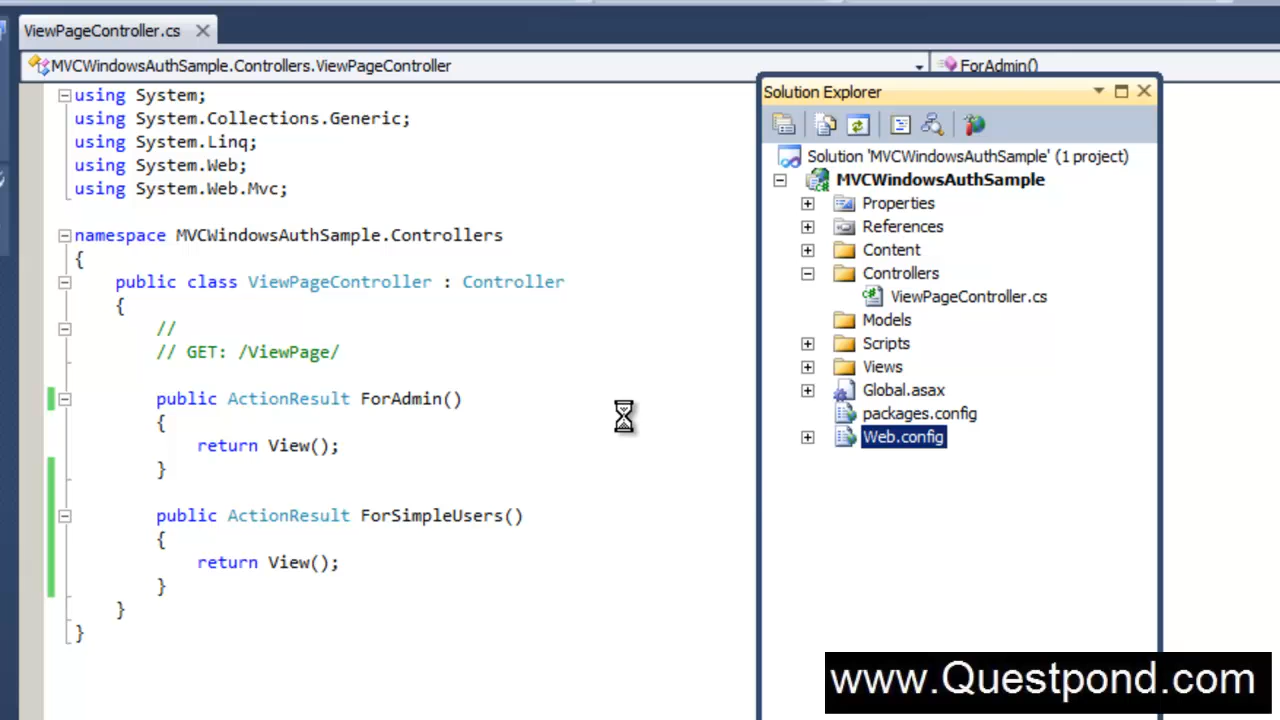 ViewPageController.cs
MVCWindowsAuthSample.Controllers.ViewPageController
ForAdmin()
using System;
using System.Collections.Generic;
using System.Linq;
using System.Web;
using System.Web.Mvc;
namespace MVCWindowsAuthSample.Controllers
{
public class ViewPageController : Controller
{
//
// GET: /ViewPage/
public ActionResult ForAdmin()
{
return View();
}
public ActionResult ForSimpleUsers()
{
return View();
}
}
}
Solution Explorer
Solution 'MVCWindowsAuthSample' (1 project)
MVCWindowsAuthSample
Properties
References
Content
Controllers
ViewPageController.cs
Models
Scripts
Views
Global.asax
packages.config
Web.config
www.Questpond.com